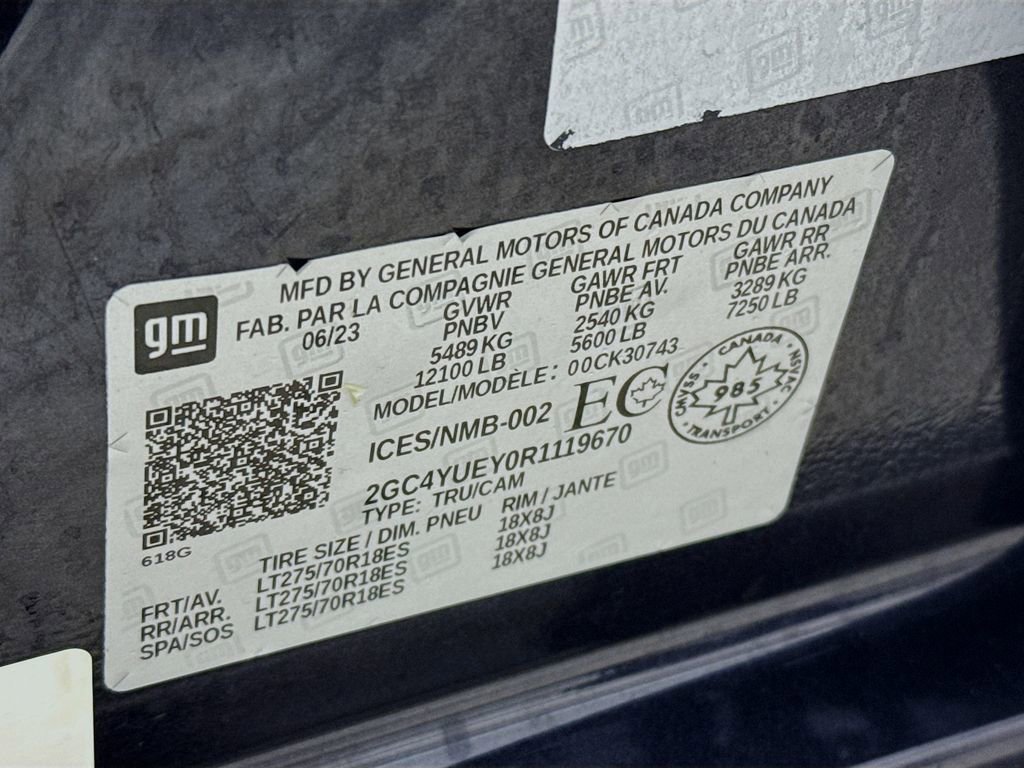 gm
MFD BY GENERAL MOTORS OF CANADA COMPANY
FAB. PAR LA COMPAGNIE GENERAL MOTORS DU CANADA
06/23 GVWR GAWR FRT GAWR RR
PNBV PNBE AV. PNBE ARR.
5489 KG 2540 KG 3289 KG
12100 LB 5600 LB 7250 LB
MODEL/MODÈLE: 00CK30743
ICES/NMB-002 EC
CANADA · NSVAC · TRANSPORT · CMVSS ·
985
2GC4YUEY0R1119670
TYPE: TRU/CAM
618G
TIRE SIZE / DIM. PNEU RIM / JANTE
FRT/AV. LT275/70R18ES 18X8J
RR/ARR. LT275/70R18ES 18X8J
SPA/SOS LT275/70R18ES 18X8J